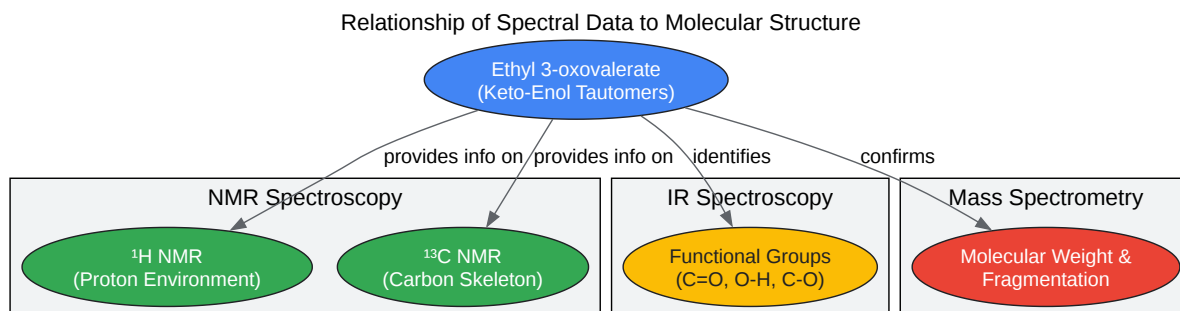 Relationship of Spectral Data to Molecular Structure
Ethyl 3-oxovalerate
(Keto-Enol Tautomers)
provides info on
provides info on
identifies
confirms
NMR Spectroscopy
IR Spectroscopy
Mass Spectrometry
¹H NMR
(Proton Environment)
¹³C NMR
(Carbon Skeleton)
Functional Groups
(C=O, O-H, C-O)
Molecular Weight &
Fragmentation